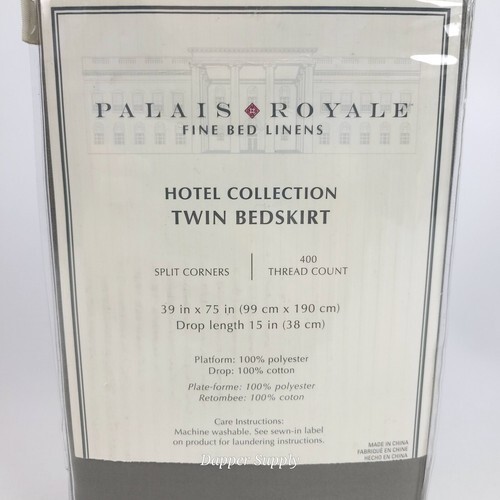 PALAIS ROYALE
FINE BED LINENS
HOTEL COLLECTION
TWIN BEDSKIRT
SPLIT CORNERS
400
THREAD COUNT
39 in x 75 in (99 cm x 190 cm)
Drop length 15 in (38 cm)
Platform: 100% polyester
Drop: 100% cotton
Plate-forme: 100% polyester
Retombee: 100% coton
Care Instructions:
Machine washable. See sewn-in label
on product for laundering instructions.
MADE IN CHINA
FABRIQUÉ EN CHINE
HECHO EN CHINA
Dapper Supply